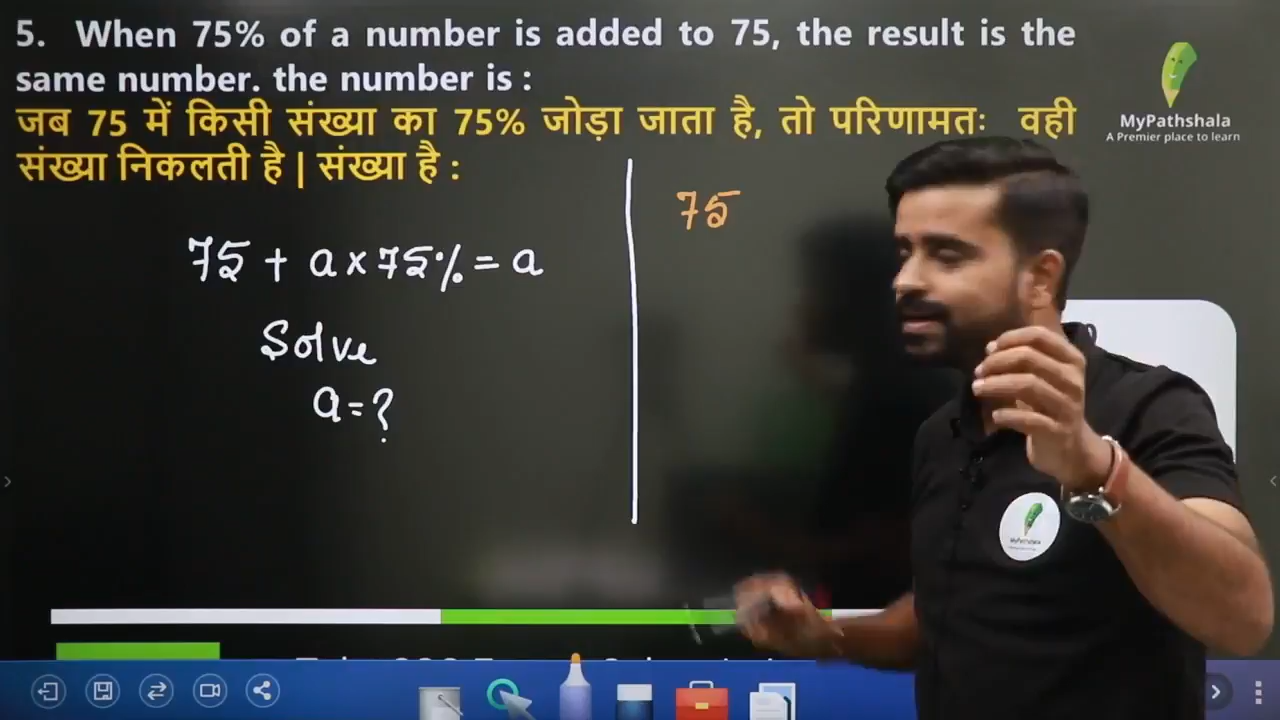 5. When 75% of a number is added to 75, the result is the
same number. the number is :
जब 75 में किसी संख्या का 75% जोड़ा जाता है, तो परिणामतः वही
संख्या निकलती है | संख्या है :
MyPathshala
A Premier place to learn
75 + a x 75% = a
Solve
a = ?
75
MyPathshala